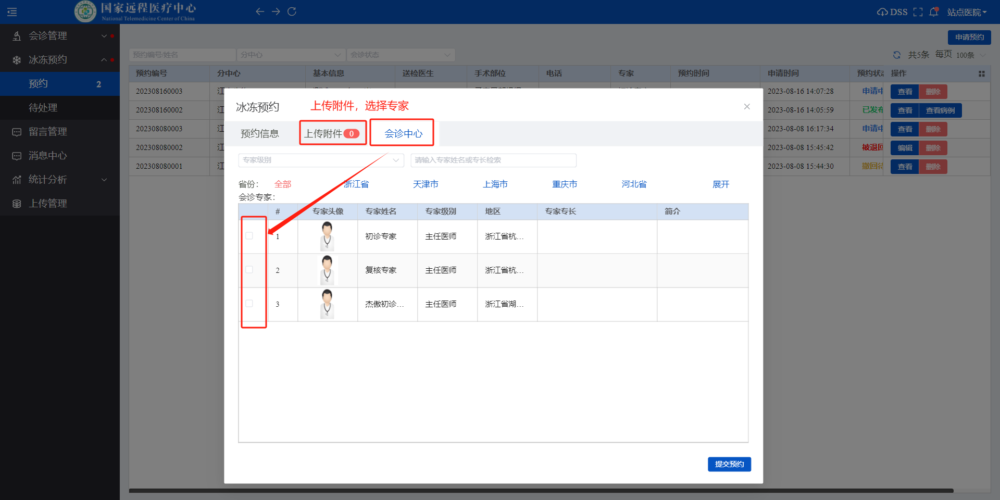 国家远程医疗中心
National Telemedicine Center of China
DSS
站点医院
会诊管理
冰冻预约
预约 2
待处理
留言管理
消息中心
统计分析
上传管理
申请预约
预约编号/姓名 分中心 会诊状态
共5条 每页 100条
预约编号 分中心 基本信息 送检医生 手术部位 电话 专家 预约时间 申请时间 预约状态 操作
202308160003 江 2023-08-16 14:07:28 申请中 查看 删除
202308160002 江 2023-08-16 14:05:59 已发布 查看 查看病例
202308080003 江 2023-08-08 16:17:34 申请中 查看 删除
202308080002 江 2023-08-08 15:45:42 被退回 编辑 删除
202308080001 江 2023-08-08 15:44:30 撤回待 查看 删除
冰冻预约
上传附件，选择专家
预约信息 上传附件 0 会诊中心
专家级别 请输入专家姓名或专长检索
省份： 全部 浙江省 天津市 上海市 重庆市 河北省 展开
会诊专家：
# 专家头像 专家姓名 专家级别 地区 专家专长 简介
1 初诊专家 主任医师 浙江省杭...
2 复核专家 主任医师 浙江省杭...
3 杰傲初诊... 主任医师 浙江省湖...
提交预约